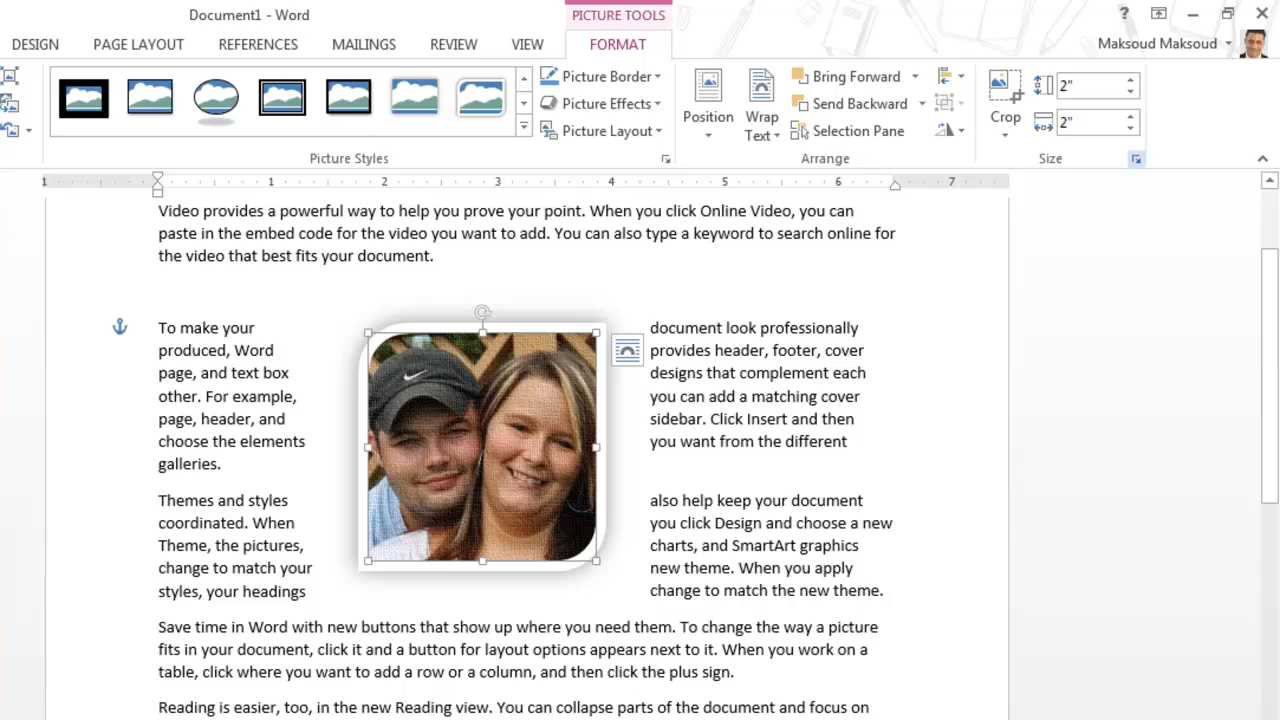 Document1 - Word
PICTURE TOOLS
?
DESIGN PAGE LAYOUT REFERENCES MAILINGS REVIEW VIEW FORMAT
Maksoud Maksoud
Picture Border
Picture Effects
Picture Layout
Position
Wrap
Text
Bring Forward
Send Backward
Selection Pane
Crop
2"
2"
Picture Styles
Arrange
Size
1 1 2 3 4 5 6 7
Video provides a powerful way to help you prove your point. When you click Online Video, you can
paste in the embed code for the video you want to add. You can also type a keyword to search online for
the video that best fits your document.
To make your document look professionally
produced, Word provides header, footer, cover
page, and text box designs that complement each
other. For example, you can add a matching cover
page, header, and sidebar. Click Insert and then
choose the elements you want from the different
galleries.
Themes and styles also help keep your document
coordinated. When you click Design and choose a new
Theme, the pictures, charts, and SmartArt graphics
change to match your new theme. When you apply
styles, your headings change to match the new theme.
Save time in Word with new buttons that show up where you need them. To change the way a picture
fits in your document, click it and a button for layout options appears next to it. When you work on a
table, click where you want to add a row or a column, and then click the plus sign.
Reading is easier, too, in the new Reading view. You can collapse parts of the document and focus on